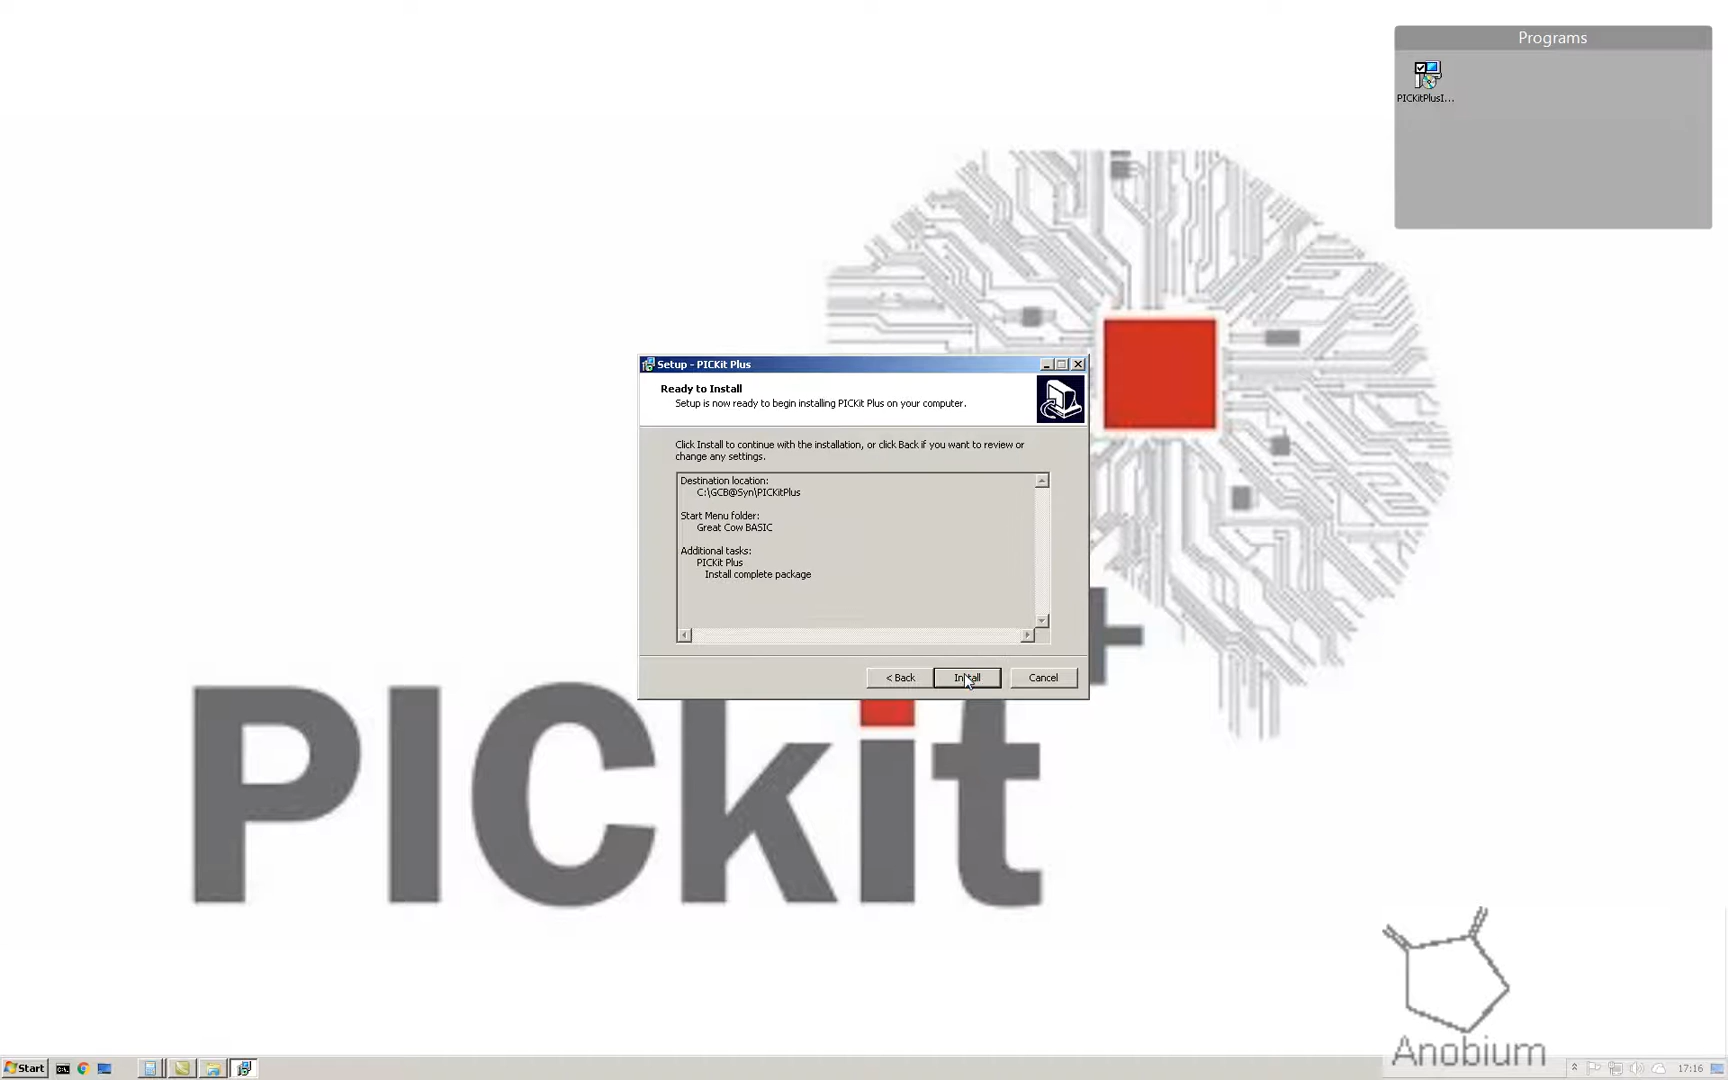 Programs
PICKitPlusI...
Setup - PICKit Plus
Ready to Install
Setup is now ready to begin installing PICKit Plus on your computer.
Click Install to continue with the installation, or click Back if you want to review or
change any settings.
Destination location:
C:\GCB@Syn\PICKitPlus
Start Menu folder:
Great Cow BASIC
Additional tasks:
PICKit Plus
Install complete package
< Back
Install
Cancel
PICkit
Anobium
Start
17:16